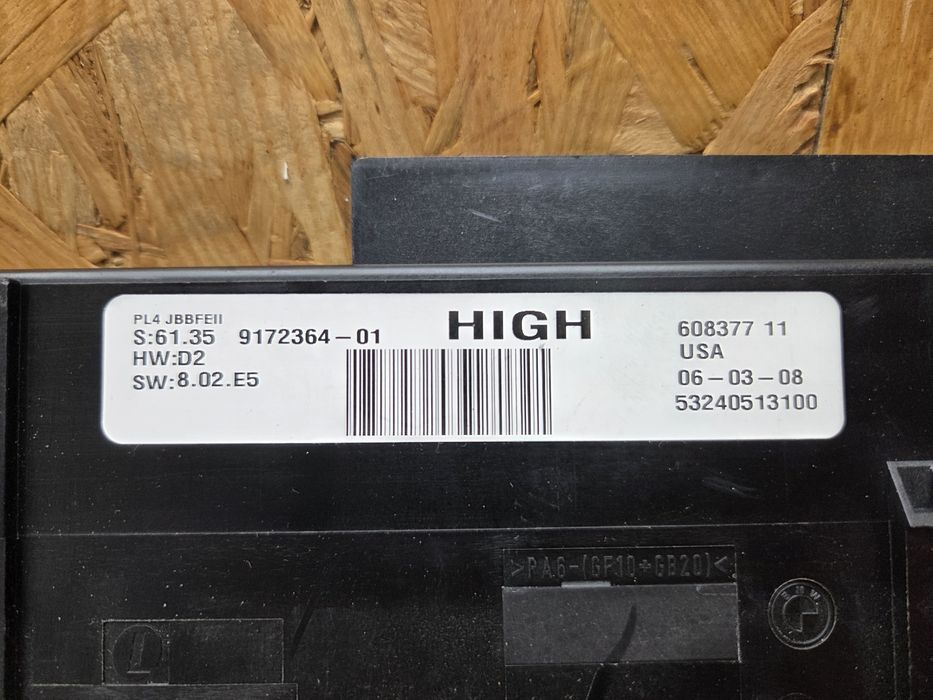 PL4 JBBFEII
S:61.35 9172364-01
HW:D2
SW:8.02.E5
HIGH
608377 11
USA
06-03-08
53240513100
>PA6-(GF10+GB20)<
BMW